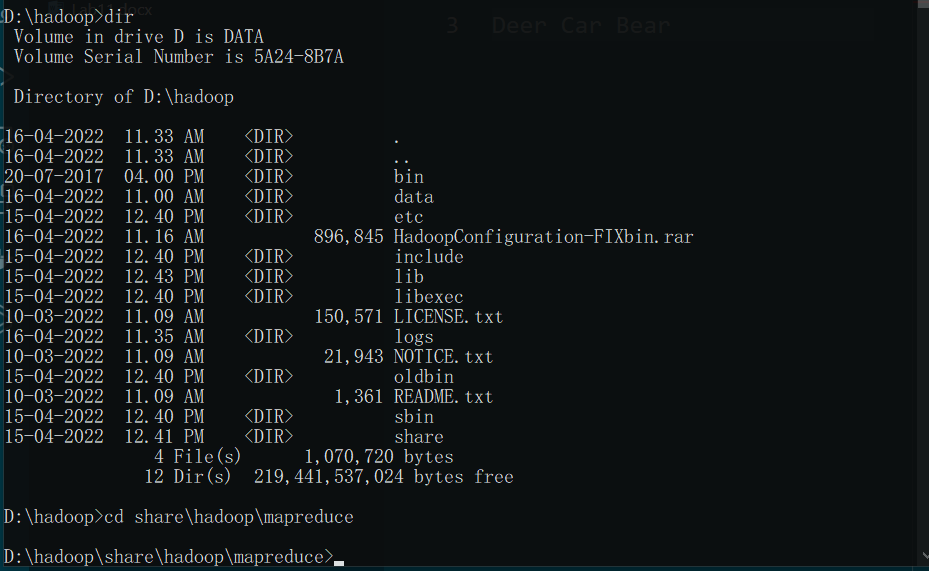 D:\hadoop>dir
3 Deer Car Bear
 Volume in drive D is DATA
 Volume Serial Number is 5A24-8B7A
 Directory of D:\hadoop
16-04-2022  11.33 AM    <DIR>          .
16-04-2022  11.33 AM    <DIR>          ..
20-07-2017  04.00 PM    <DIR>          bin
16-04-2022  11.00 AM    <DIR>          data
15-04-2022  12.40 PM    <DIR>          etc
16-04-2022  11.16 AM           896,845 HadoopConfiguration-FIXbin.rar
15-04-2022  12.40 PM    <DIR>          include
15-04-2022  12.43 PM    <DIR>          lib
15-04-2022  12.40 PM    <DIR>          libexec
10-03-2022  11.09 AM           150,571 LICENSE.txt
16-04-2022  11.35 AM    <DIR>          logs
10-03-2022  11.09 AM            21,943 NOTICE.txt
15-04-2022  12.40 PM    <DIR>          oldbin
10-03-2022  11.09 AM             1,361 README.txt
15-04-2022  12.40 PM    <DIR>          sbin
15-04-2022  12.41 PM    <DIR>          share
               4 File(s)      1,070,720 bytes
              12 Dir(s)  219,441,537,024 bytes free
D:\hadoop>cd share\hadoop\mapreduce
D:\hadoop\share\hadoop\mapreduce>